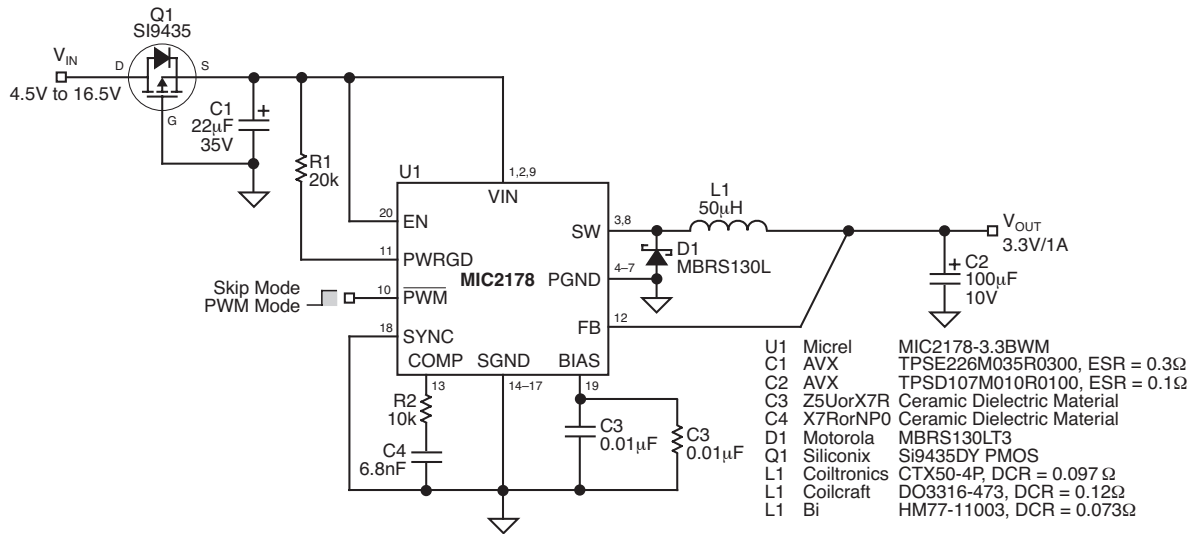 Q1
SI9435
VIN
D
S
4.5V to 16.5V
G
C1
22µF
35V
+
R1
20k
U1
1,2,9
VIN
20
EN
11
PWRGD
MIC2178
Skip Mode
PWM Mode
10
PWM
18
SYNC
COMP
SGND
BIAS
13
14–17
19
SW
3,8
PGND
4–7
FB
12
L1
50µH
D1
MBRS130L
VOUT
3.3V/1A
+
C2
100µF
10V
R2
10k
C4
6.8nF
C3
0.01µF
C3
0.01µF
U1 Micrel MIC2178-3.3BWM
C1 AVX TPSE226M035R0300, ESR = 0.3Ω
C2 AVX TPSD107M010R0100, ESR = 0.1Ω
C3 Z5UorX7R Ceramic Dielectric Material
C4 X7RorNP0 Ceramic Dielectric Material
D1 Motorola MBRS130LT3
Q1 Siliconix Si9435DY PMOS
L1 Coiltronics CTX50-4P, DCR = 0.097 Ω
L1 Coilcraft DO3316-473, DCR = 0.12Ω
L1 Bi HM77-11003, DCR = 0.073Ω